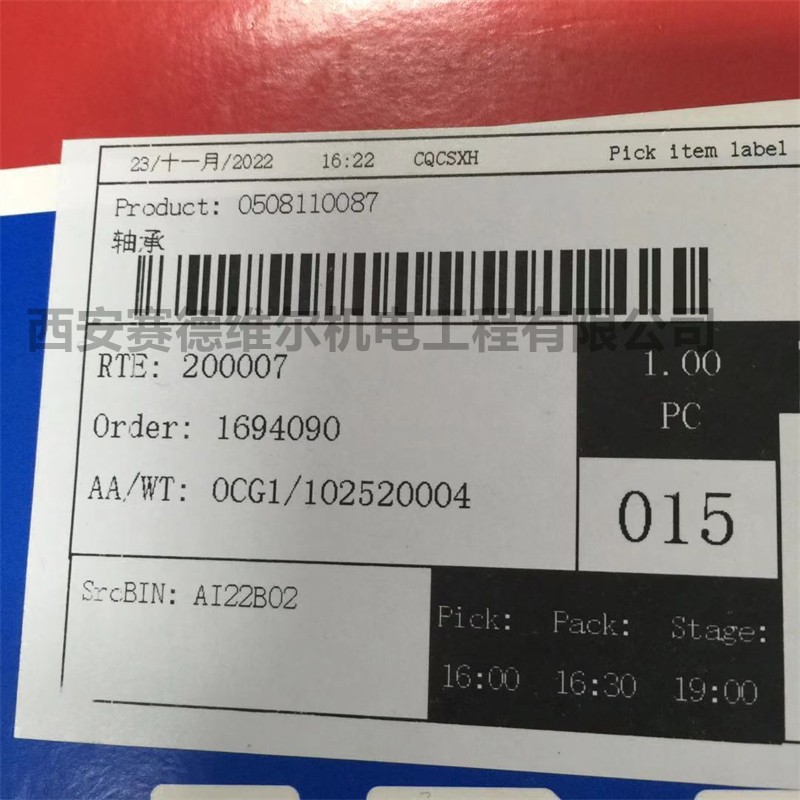 23/十一月/2022 16:22 CQCSXH Pick item label
Product: 0508110087
轴承
西安赛德维尔机电工程有限公司
RTE: 200007
1.00
PC
Order: 1694090
AA/WT: OCG1/102520004
015
SrcBIN: AI22B02
Pick: Pack: Stage:
16:00 16:30 19:00